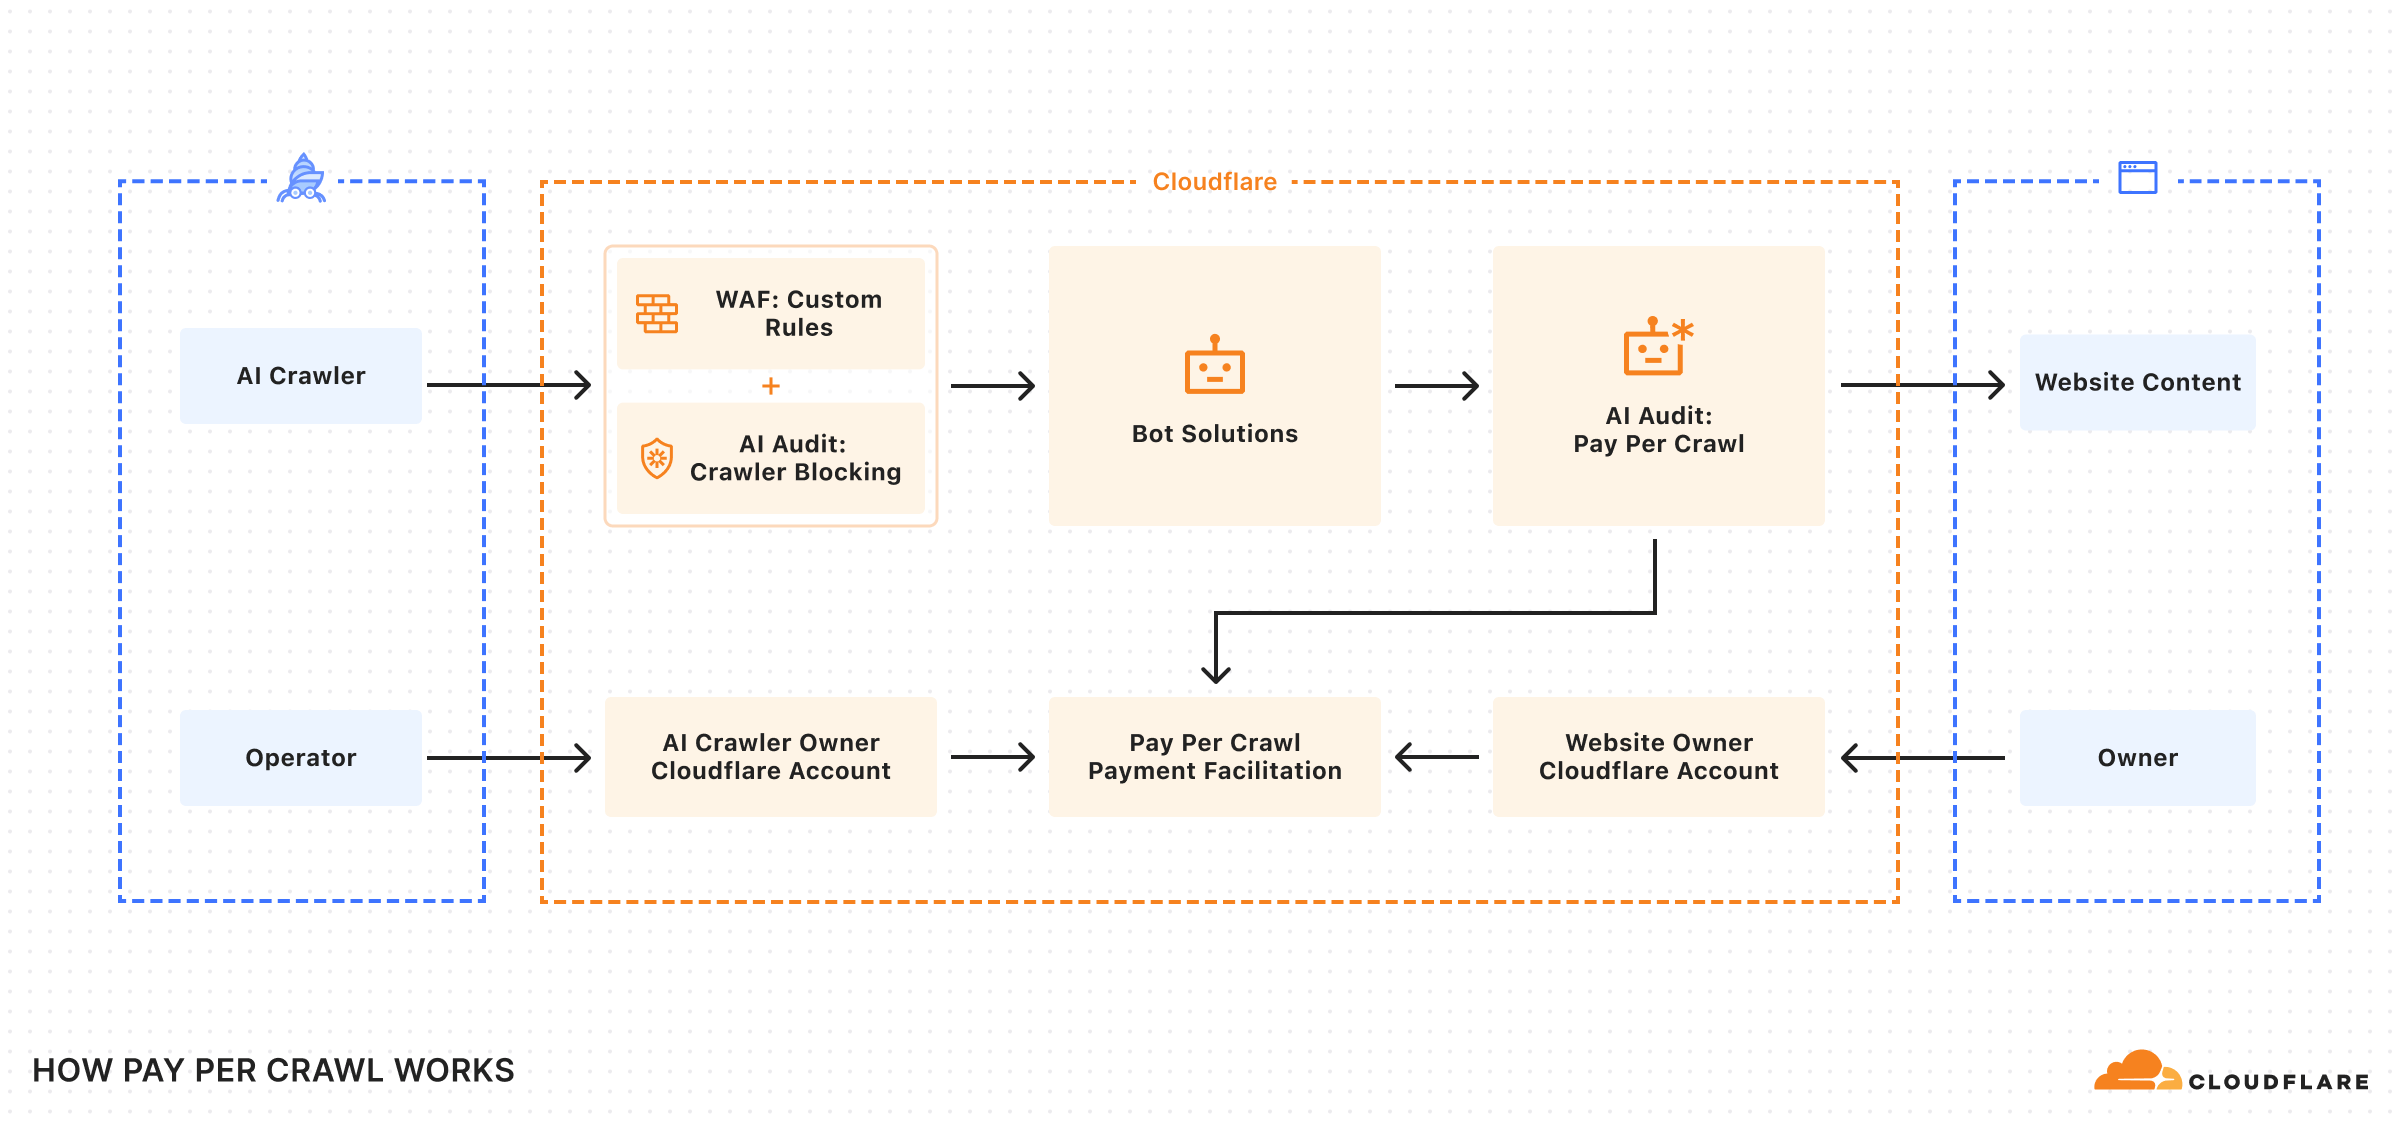 Cloudflare
AI Crawler
WAF: Custom
Rules
+
AI Audit:
Crawler Blocking
Bot Solutions
AI Audit:
Pay Per Crawl
Website Content
Operator
AI Crawler Owner
Cloudflare Account
Pay Per Crawl
Payment Facilitation
Website Owner
Cloudflare Account
Owner
HOW PAY PER CRAWL WORKS
CLOUDFLARE